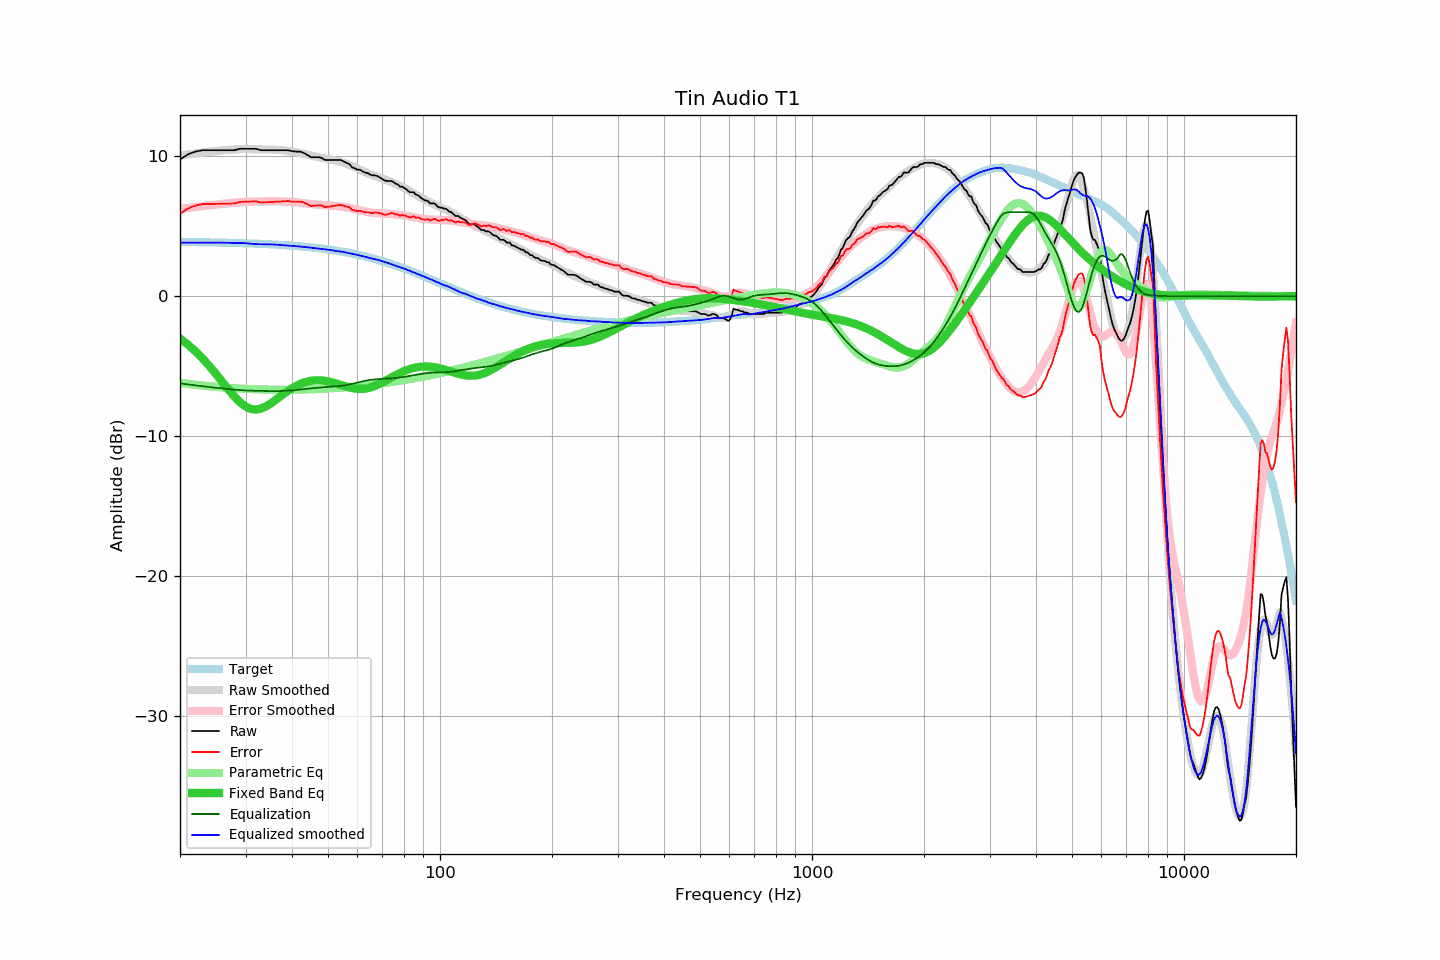 Tin Audio T1
10
0
−10
−20
−30
Amplitude (dBr)
Target
Raw Smoothed
Error Smoothed
Raw
Error
Parametric Eq
Fixed Band Eq
Equalization
Equalized smoothed
100
1000
10000
Frequency (Hz)